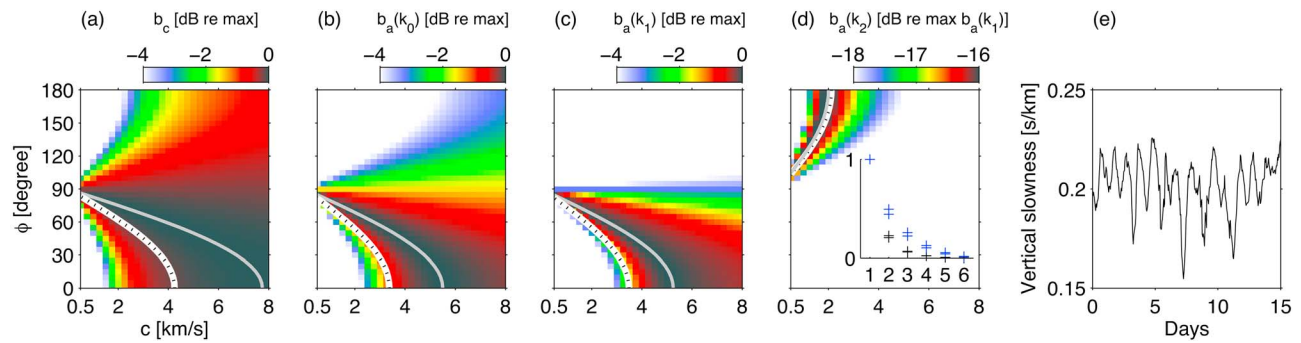 (a) b_c [dB re max]
−4 −2 0
(b) b_a(k_0) [dB re max]
−4 −2 0
(c) b_a(k_1) [dB re max]
−4 −2 0
(d) b_a(k_2) [dB re max b_a(k_1)]
−18 −17 −16
(e)
ϕ [degree]
180
150
120
90
60
30
0
0.5 2 4 6 8
c [km/s]
0.5 2 4 6 8
0.5 2 4 6 8
1
0
1 2 3 4 5 6
0.5 2 4 6 8
Vertical slowness [s/km]
0.25
0.2
0.15
0 5 10 15
Days